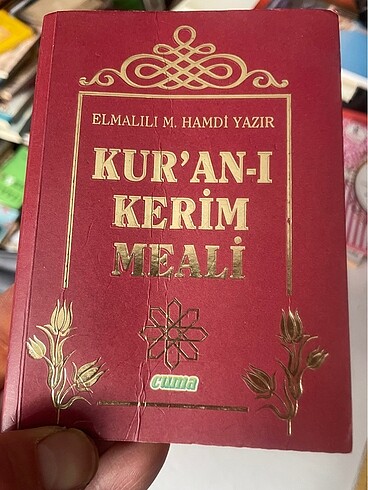 ELMALILI M. HAMDİ YAZIR
KUR'AN-I
KERİM
MEALİ
cuma